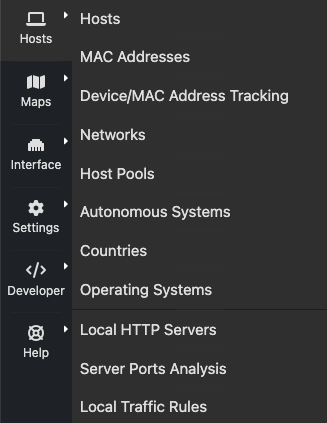 Hosts
Maps
Interface
Settings
Developer
Help
Hosts
MAC Addresses
Device/MAC Address Tracking
Networks
Host Pools
Autonomous Systems
Countries
Operating Systems
Local HTTP Servers
Server Ports Analysis
Local Traffic Rules